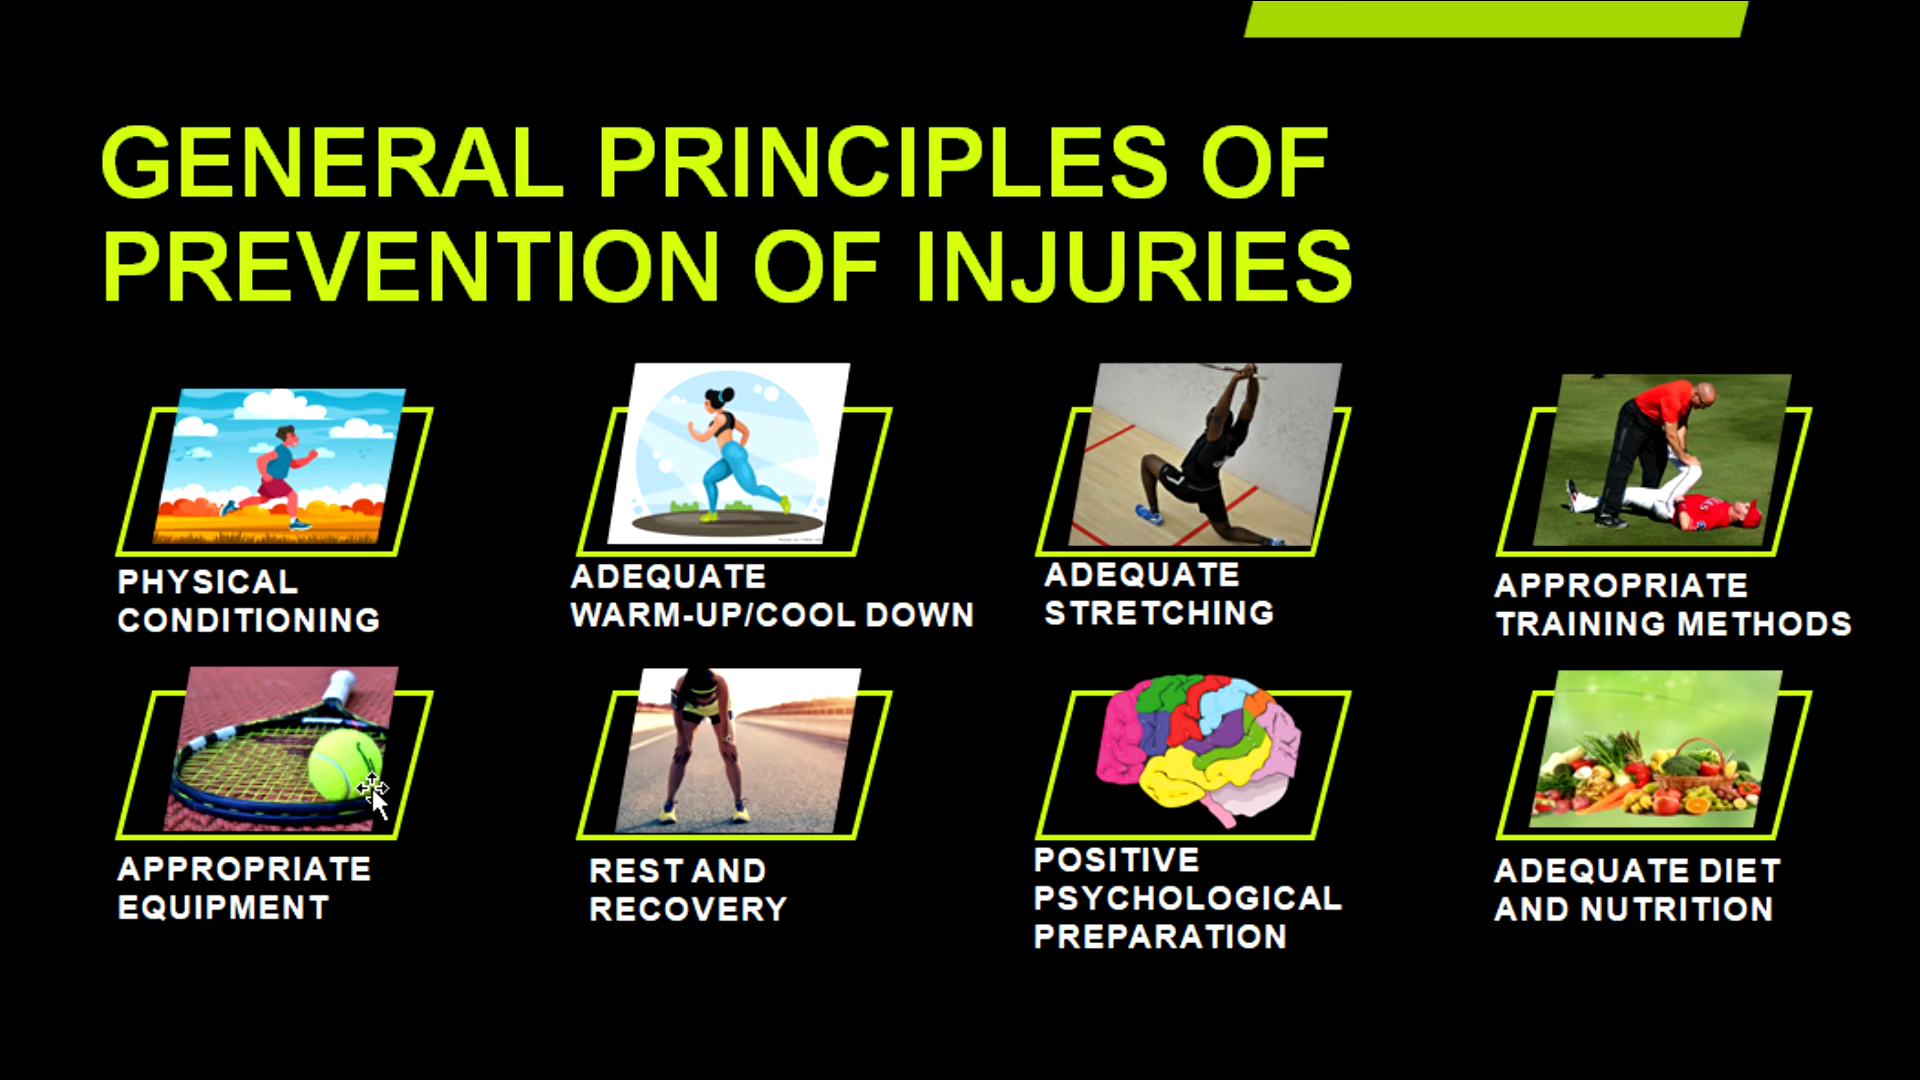 GENERAL PRINCIPLES OF
PREVENTION OF INJURIES
PHYSICAL
CONDITIONING
ADEQUATE
WARM-UP/COOL DOWN
ADEQUATE
STRETCHING
APPROPRIATE
TRAINING METHODS
APPROPRIATE
EQUIPMENT
REST AND
RECOVERY
POSITIVE
PSYCHOLOGICAL
PREPARATION
ADEQUATE DIET
AND NUTRITION